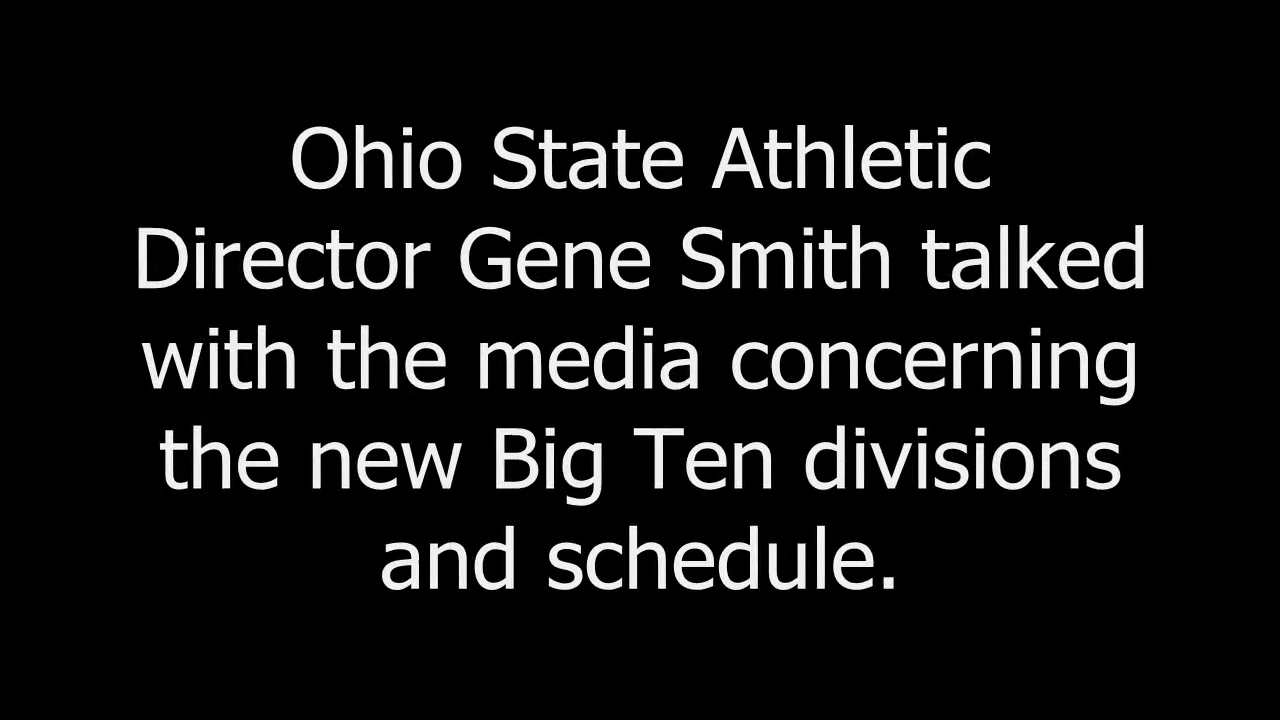 Ohio State Athletic
Director Gene Smith talked
with the media concerning
the new Big Ten divisions
and schedule.